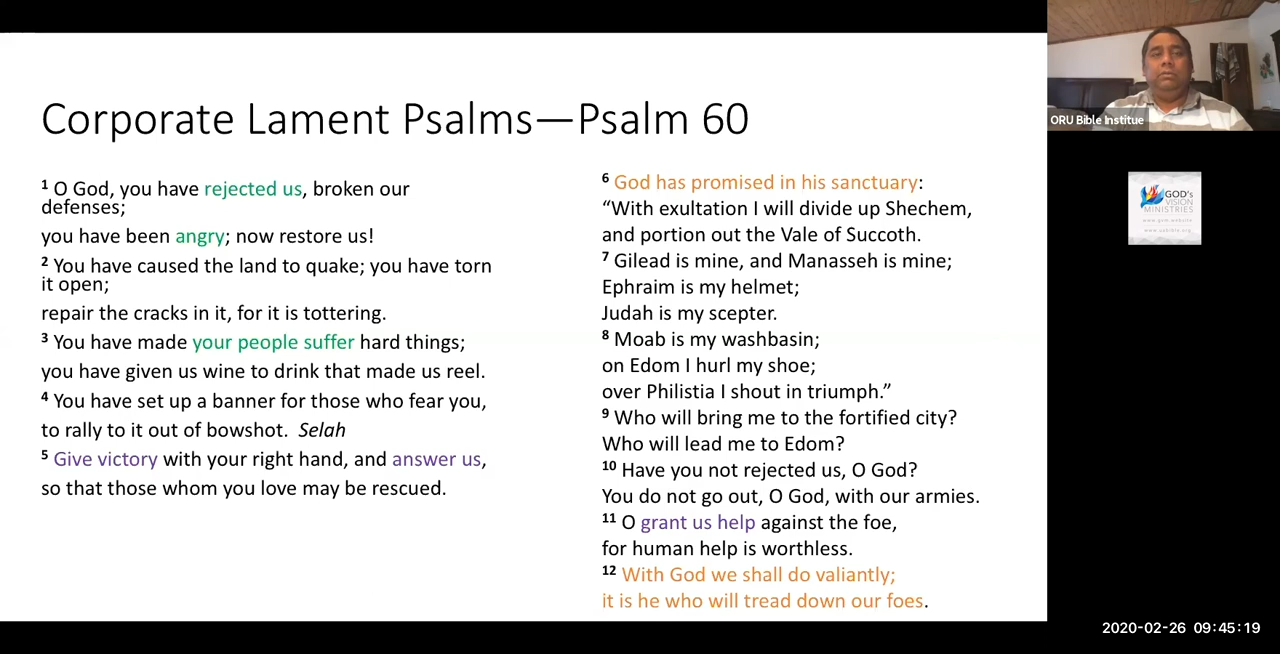 Corporate Lament Psalms—Psalm 60
1 O God, you have rejected us, broken our
defenses;
you have been angry; now restore us!
2 You have caused the land to quake; you have torn
it open;
repair the cracks in it, for it is tottering.
3 You have made your people suffer hard things;
you have given us wine to drink that made us reel.
4 You have set up a banner for those who fear you,
to rally to it out of bowshot. Selah
5 Give victory with your right hand, and answer us,
so that those whom you love may be rescued.
6 God has promised in his sanctuary:
“With exultation I will divide up Shechem,
and portion out the Vale of Succoth.
7 Gilead is mine, and Manasseh is mine;
Ephraim is my helmet;
Judah is my scepter.
8 Moab is my washbasin;
on Edom I hurl my shoe;
over Philistia I shout in triumph.”
9 Who will bring me to the fortified city?
Who will lead me to Edom?
10 Have you not rejected us, O God?
You do not go out, O God, with our armies.
11 O grant us help against the foe,
for human help is worthless.
12 With God we shall do valiantly;
it is he who will tread down our foes.
ORU Bible Institue
GOD's
VISION
MINISTRIES
2020-02-26 09:45:19